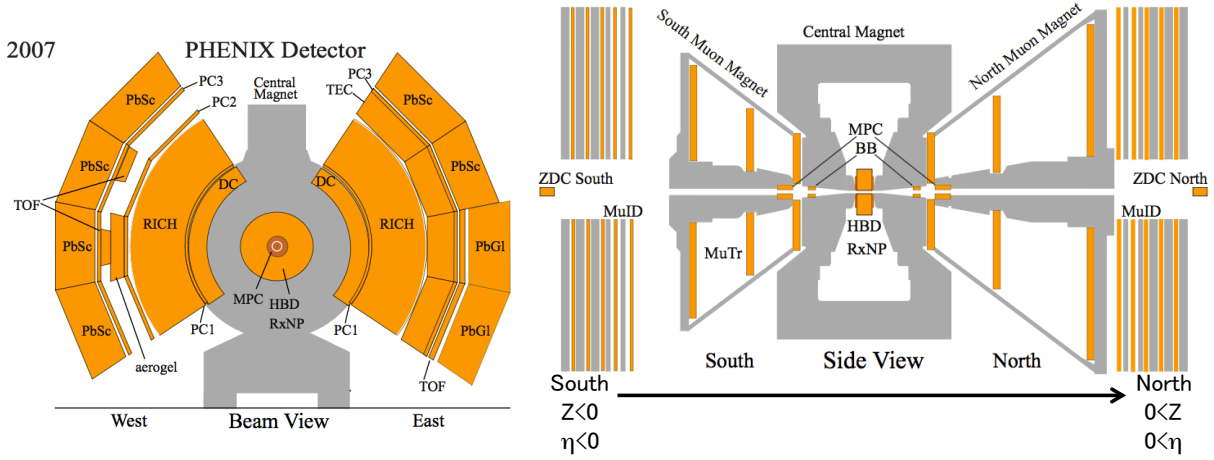 2007
PHENIX Detector
PC3
PC2
PbSc
PbSc
TOF
PbSc
PbSc
aerogel
RICH
DC
Central
Magnet
MPC
HBD
RxNP
PC1
PC1
DC
RICH
PC3
TEC
PbSc
PbSc
PbGl
PbGl
TOF
West
Beam View
East
South Muon Magnet
Central Magnet
North Muon Magnet
MPC
BB
ZDC South
ZDC North
MuID
MuID
MuTr
HBD
RxNP
South
Side View
North
South
North
Z<0
0<Z
η<0
0<η